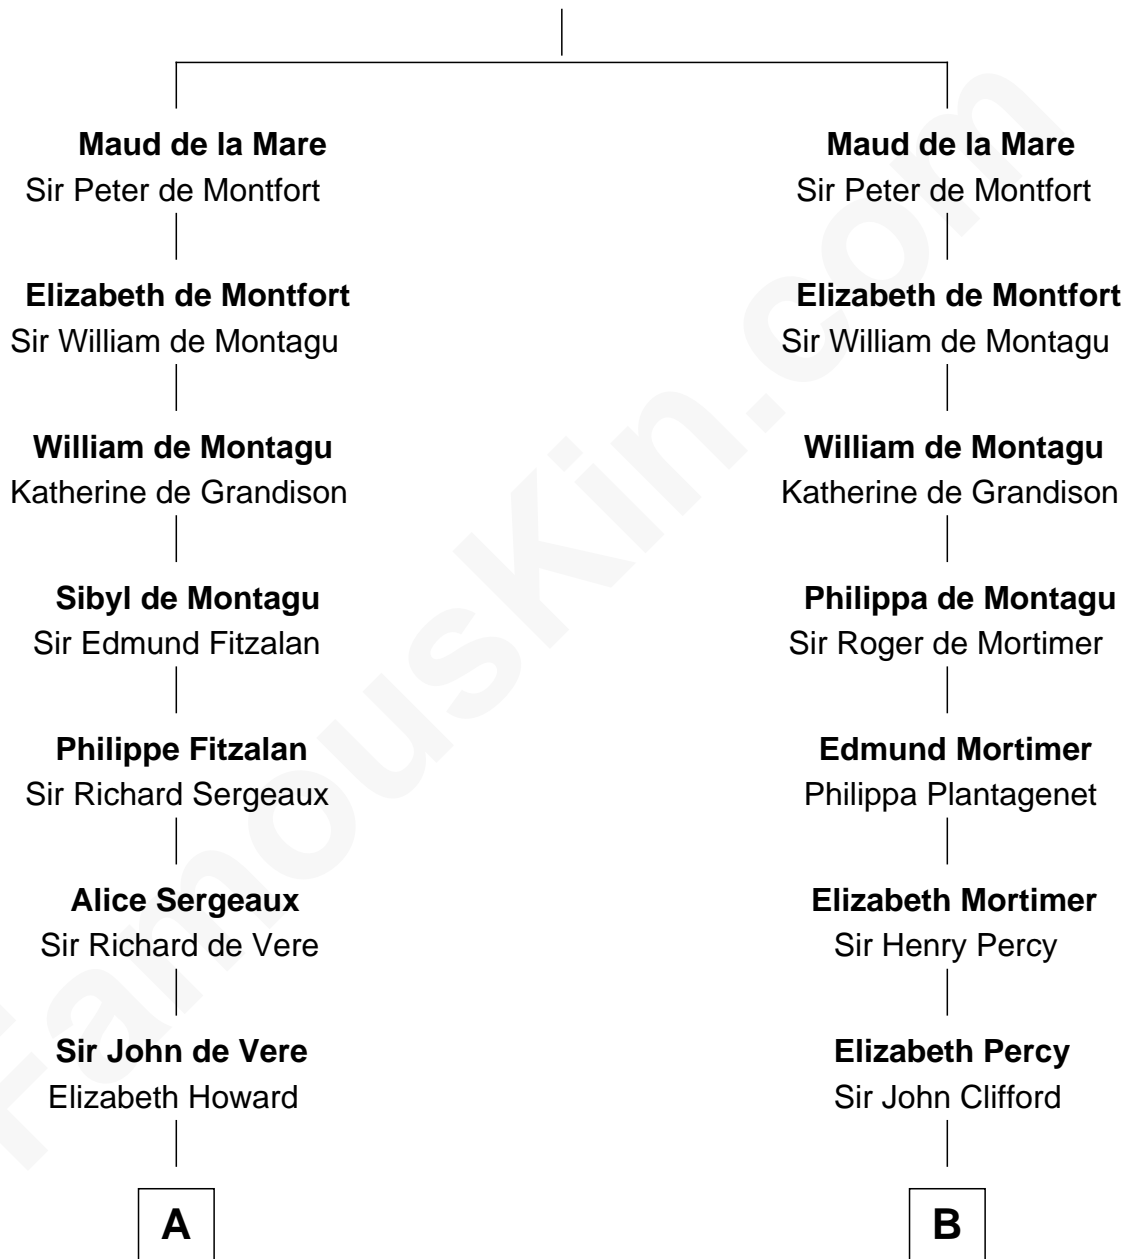 Maud de la Mare
Sir Peter de Montfort
Elizabeth de Montfort
Sir William de Montagu
William de Montagu
Katherine de Grandison
Sibyl de Montagu
Sir Edmund Fitzalan
Philippe Fitzalan
Sir Richard Sergeaux
Alice Sergeaux
Sir Richard de Vere
Sir John de Vere
Elizabeth Howard
A
Maud de la Mare
Sir Peter de Montfort
Elizabeth de Montfort
Sir William de Montagu
William de Montagu
Katherine de Grandison
Philippa de Montagu
Sir Roger de Mortimer
Edmund Mortimer
Philippa Plantagenet
Elizabeth Mortimer
Sir Henry Percy
Elizabeth Percy
Sir John Clifford
B
FamousKin.com